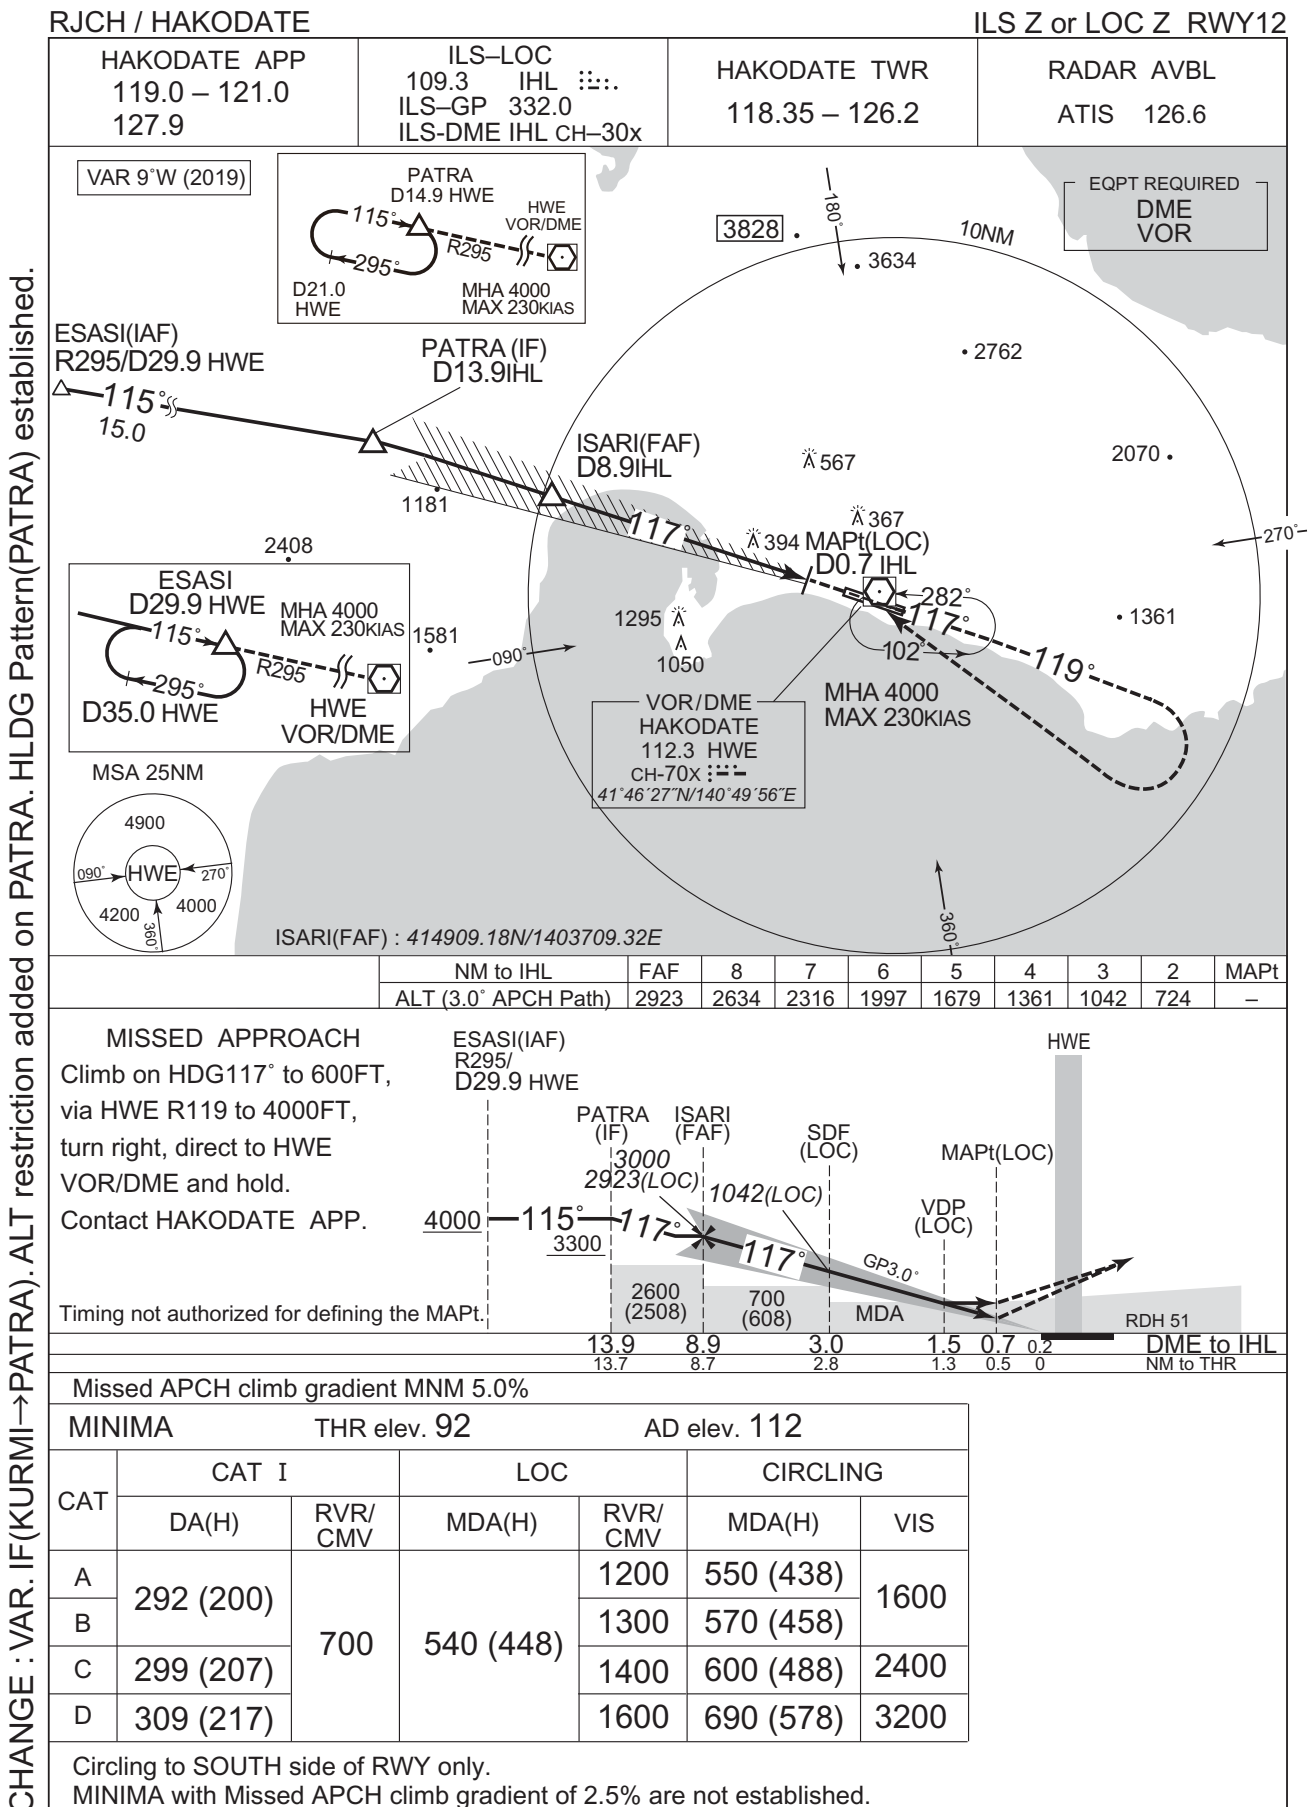 RJCH / HAKODATE
ILS Z or LOC Z RWY12
HAKODATE APP
119.0 – 121.0
127.9
ILS–LOC
109.3 IHL
ILS–GP 332.0
ILS-DME IHL CH–30x
HAKODATE TWR
118.35 – 126.2
RADAR AVBL
ATIS 126.6
VAR 9°W (2019)
PATRA
D14.9 HWE
HWE
VOR/DME
115°
R295
295°
D21.0
HWE
MHA 4000
MAX 230KIAS
EQPT REQUIRED
DME
VOR
180°
3828
10NM
3634
ESASI(IAF)
R295/D29.9 HWE
115°
15.0
PATRA (IF)
D13.9IHL
2762
ISARI(FAF)
D8.9IHL
567
2070
1181
117°
367
394
MAPt(LOC)
D0.7 IHL
270°
2408
ESASI
D29.9 HWE
MHA 4000
MAX 230KIAS
115°
R295
295°
D35.0 HWE
HWE
VOR/DME
1581
090°
1295
1050
282°
117°
102°
119°
1361
MHA 4000
MAX 230KIAS
VOR/DME
HAKODATE
112.3 HWE
CH-70X
41°46´27˝N/140°49´56˝E
MSA 25NM
4900
090°
HWE
270°
4200
4000
360°
360°
ISARI(FAF) : 414909.18N/1403709.32E
NM to IHL FAF 8 7 6 5 4 3 2 MAPt
ALT (3.0° APCH Path) 2923 2634 2316 1997 1679 1361 1042 724 –
MISSED APPROACH
Climb on HDG117° to 600FT,
via HWE R119 to 4000FT,
turn right, direct to HWE
VOR/DME and hold.
Contact HAKODATE APP.
Timing not authorized for defining the MAPt.
ESASI(IAF)
R295/
D29.9 HWE
PATRA
(IF)
ISARI
(FAF)
SDF
(LOC)
MAPt(LOC)
HWE
3000
2923(LOC)
1042(LOC)
VDP
(LOC)
4000
115°
117°
3300
117°
GP3.0°
2600
(2508)
700
(608)
MDA
RDH 51
13.9 8.9 3.0 1.5 0.7 0.2 DME to IHL
13.7 8.7 2.8 1.3 0.5 0 NM to THR
Missed APCH climb gradient MNM 5.0%
MINIMA THR elev. 92 AD elev. 112
CAT
CAT I LOC CIRCLING
DA(H) RVR/CMV MDA(H) RVR/CMV MDA(H) VIS
A 292 (200) 700 540 (448) 1200 550 (438) 1600
B 1300 570 (458)
C 299 (207) 1400 600 (488) 2400
D 309 (217) 1600 690 (578) 3200
Circling to SOUTH side of RWY only.
MINIMA with Missed APCH climb gradient of 2.5% are not established.
CHANGE : VAR. IF(KURMI→PATRA). ALT restriction added on PATRA. HLDG Pattern(PATRA) established.